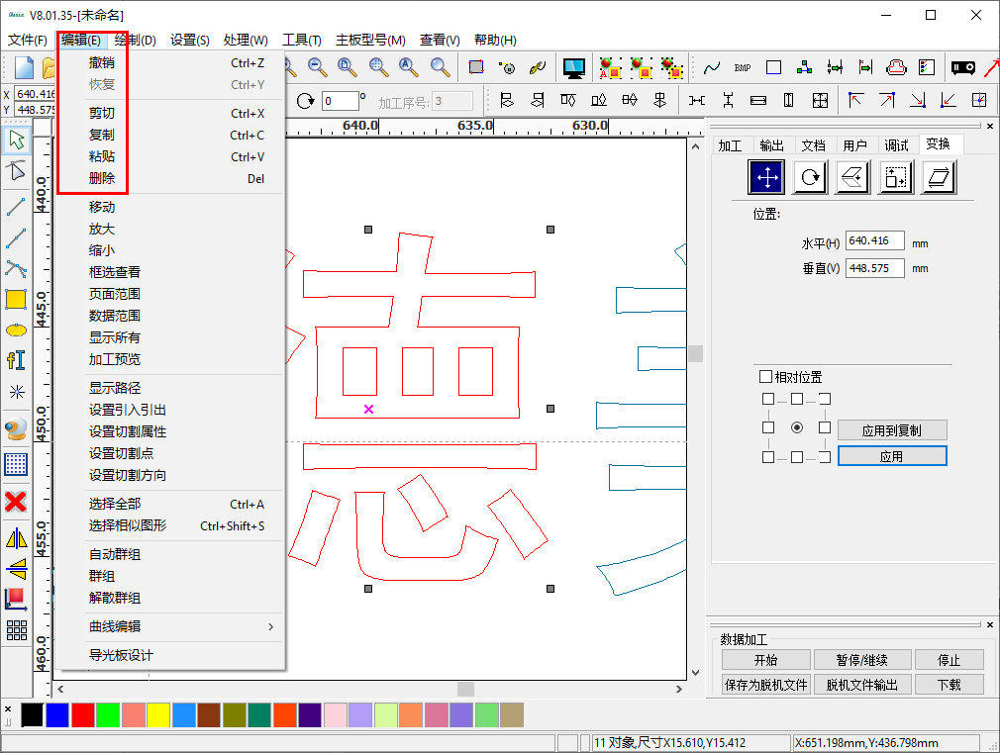 V8.01.35-[未命名]
文件(F) 编辑(E) 绘制(D) 设置(S) 处理(W) 工具(T) 主板型号(M) 查看(V) 帮助(H)
BMP
X 640.416
Y 448.575
0 ° 加工序号: 3
撤销 Ctrl+Z
恢复 Ctrl+Y
剪切 Ctrl+X
复制 Ctrl+C
粘贴 Ctrl+V
删除 Del
移动
放大
缩小
框选查看
页面范围
数据范围
显示所有
加工预览
显示路径
设置引入引出
设置切割属性
设置切割点
设置切割方向
选择全部 Ctrl+A
选择相似图形 Ctrl+Shift+S
自动群组
群组
解散群组
曲线编辑
导光板设计
640.0 635.0 630.0
440.0
445.0
450.0
455.0
460.0
加工 输出 文档 用户 调试 变换
位置:
水平(H) 640.416 mm
垂直(V) 448.575 mm
相对位置
应用到复制
应用
数据加工
开始 暂停/继续 停止
保存为脱机文件 脱机文件输出 下载
11 对象,尺寸X15.610,Y15.412 X:651.198mm,Y:436.798mm